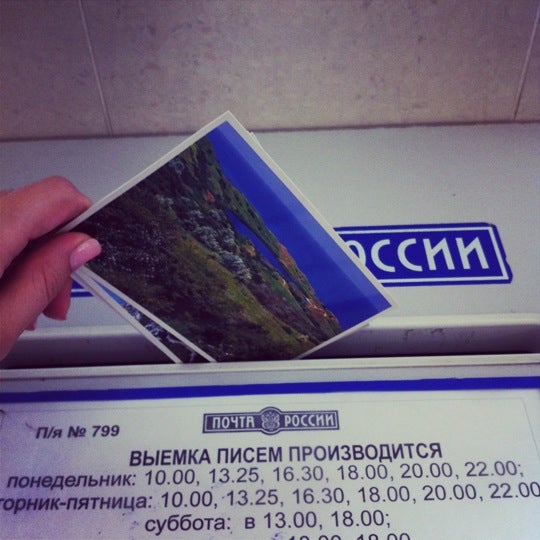 РОССИИ
П/я № 799
ПОЧТА РОССИИ
ВЫЕМКА ПИСЕМ ПРОИЗВОДИТСЯ
понедельник: 10.00, 13.25, 16.30, 18.00, 20.00, 22.00;
торник-пятница: 10.00, 13.25, 16.30, 18.00, 20.00, 22.00
суббота: в 13.00, 18.00;